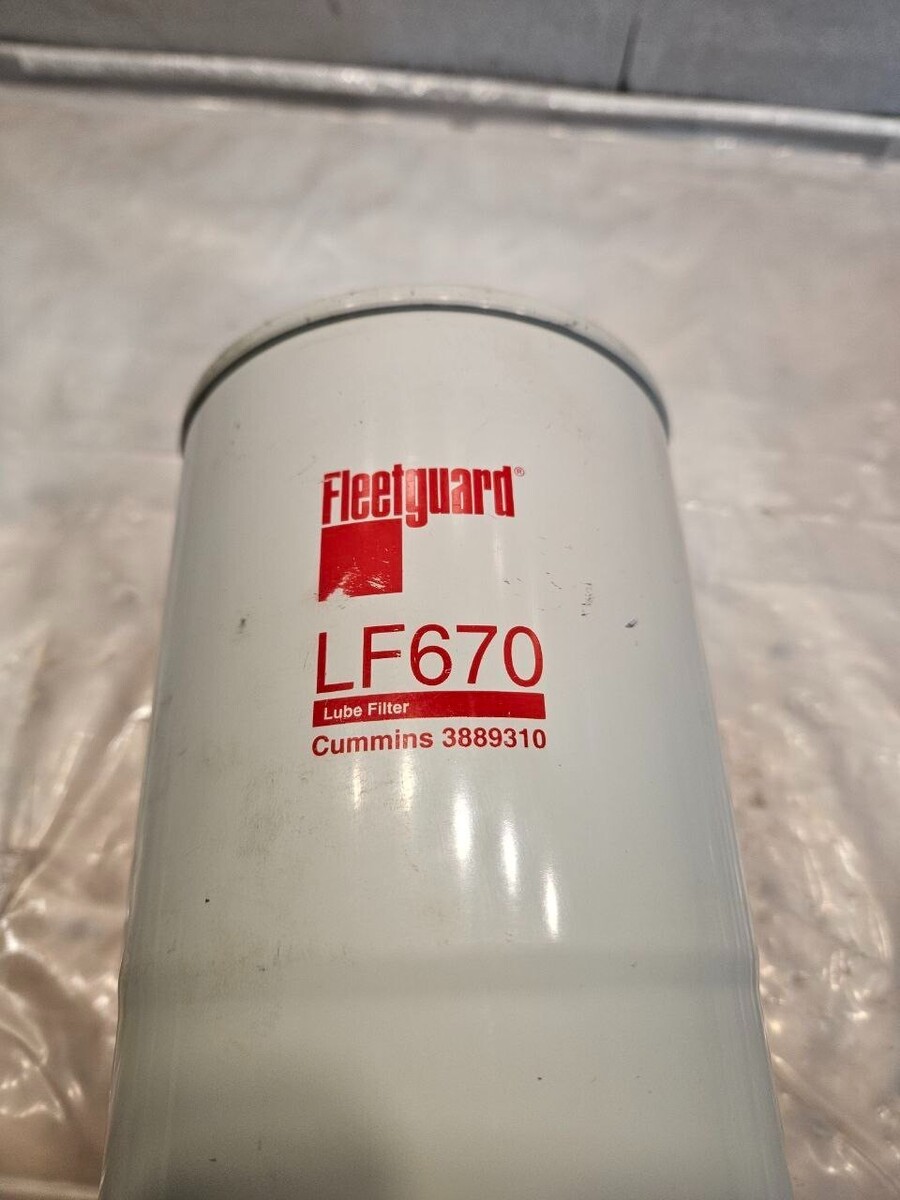 Fleetguard®
LF670
Lube Filter
Cummins 3889310